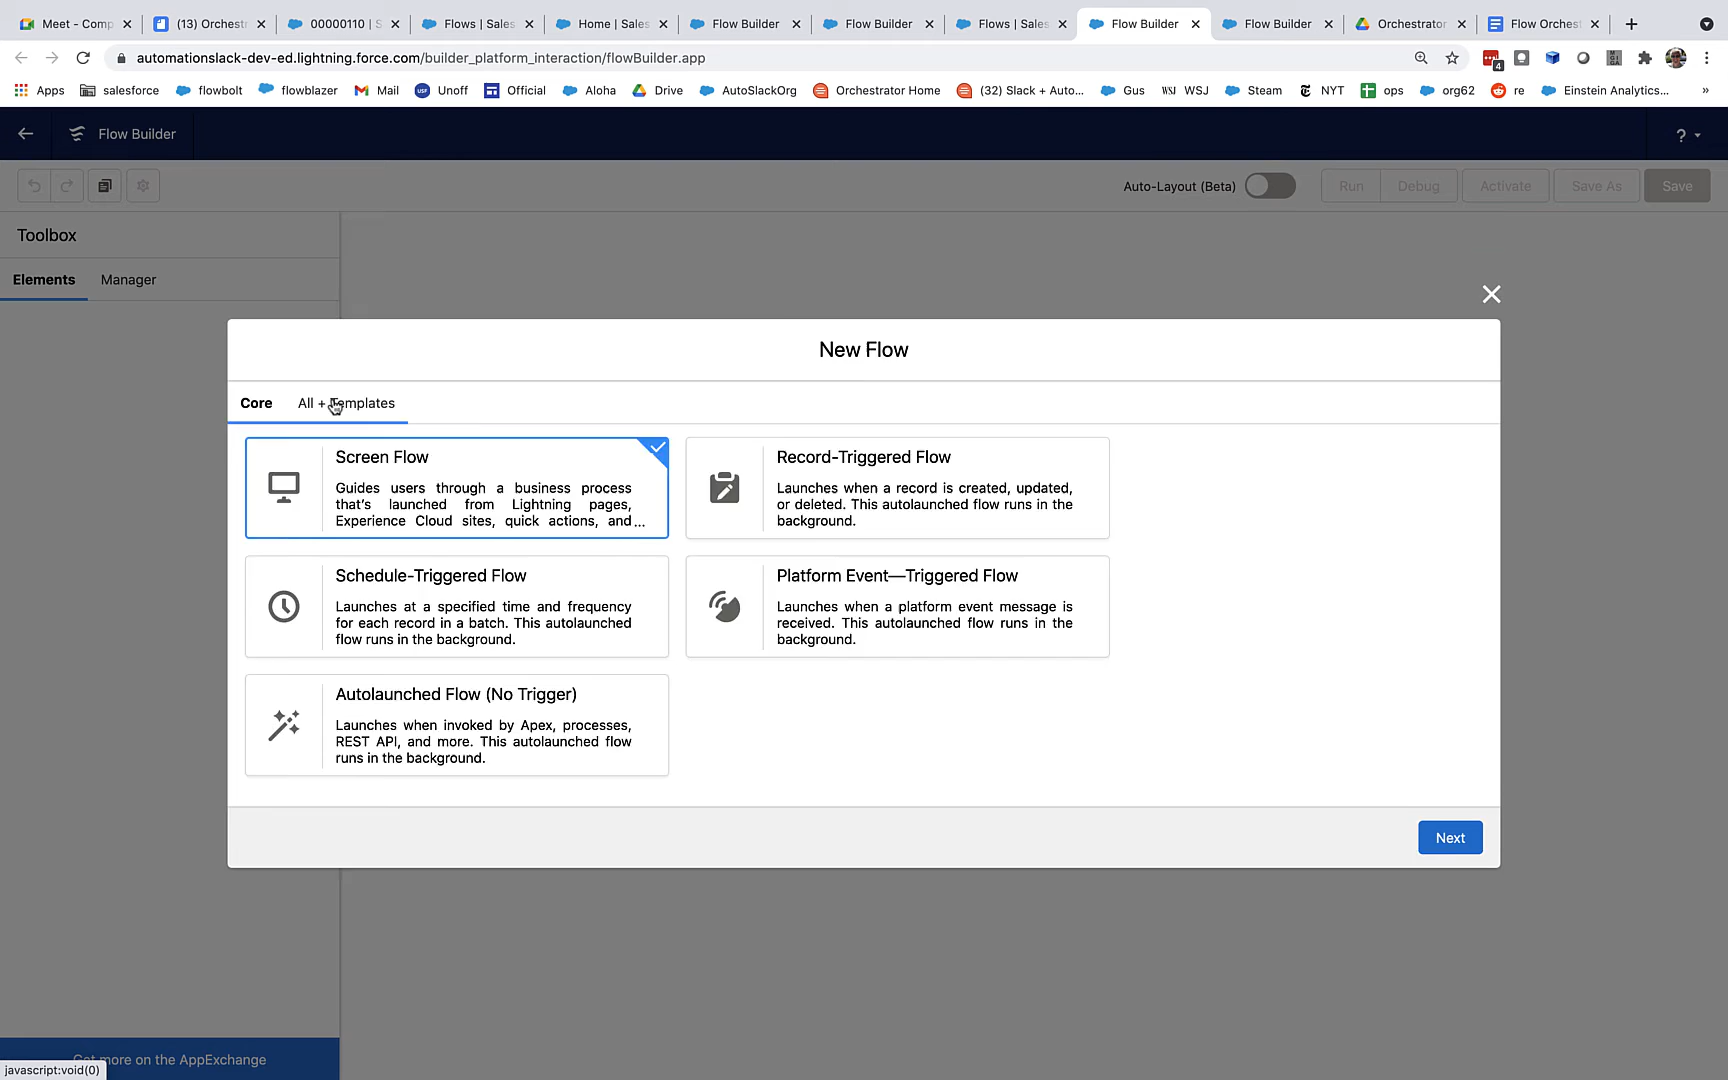 Meet - Comp
(13) Orchestr
00000110 | S
Flows | Sales
Home | Sales
Flow Builder
Flow Builder
Flows | Sales
Flow Builder
Flow Builder
Orchestrator
Flow Orchest
automationslack-dev-ed.lightning.force.com/builder_platform_interaction/flowBuilder.app
4
Apps
salesforce
flowbolt
flowblazer
Mail
Unoff
Official
Aloha
Drive
AutoSlackOrg
Orchestrator Home
(32) Slack + Auto...
Gus
WSJ WSJ
Steam
NYT
ops
org62
re
Einstein Analytics...
»
Flow Builder
?
Auto-Layout (Beta)
Run
Debug
Activate
Save As
Save
Toolbox
Elements
Manager
New Flow
Core
All + Templates
Screen Flow
Guides users through a business process
that's launched from Lightning pages,
Experience Cloud sites, quick actions, and...
Record-Triggered Flow
Launches when a record is created, updated,
or deleted. This autolaunched flow runs in the
background.
Schedule-Triggered Flow
Launches at a specified time and frequency
for each record in a batch. This autolaunched
flow runs in the background.
Platform Event—Triggered Flow
Launches when a platform event message is
received. This autolaunched flow runs in the
background.
Autolaunched Flow (No Trigger)
Launches when invoked by Apex, processes,
REST API, and more. This autolaunched flow
runs in the background.
Next
Get more on the AppExchange
javascript:void(0)